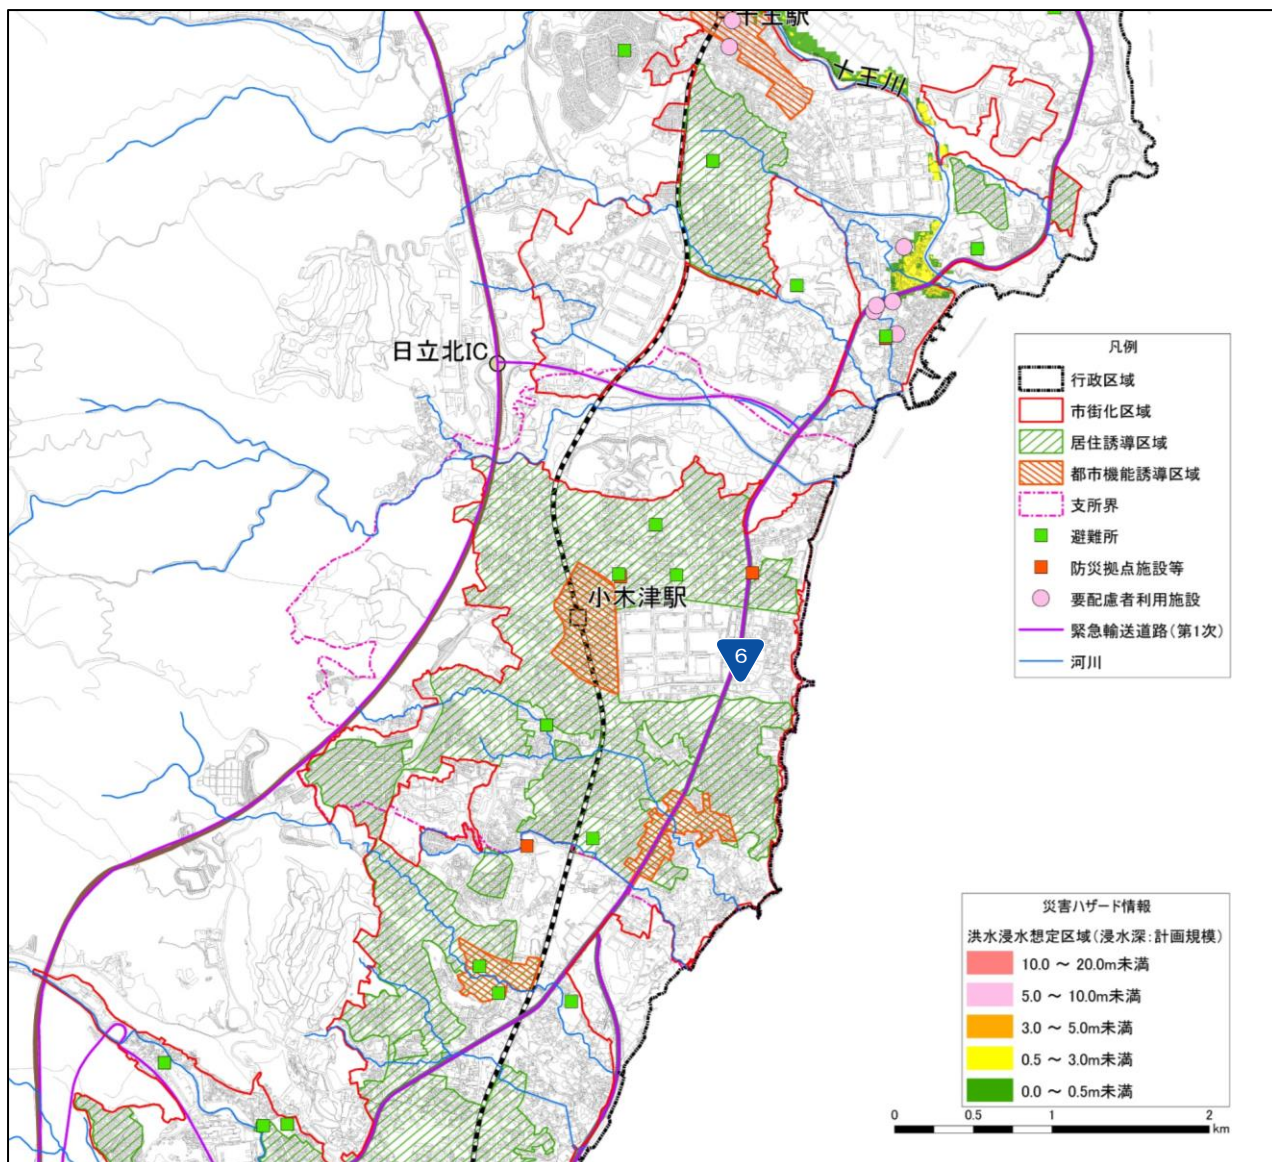 十王駅
十王川
日立北IC
小木津駅
6
凡例
行政区域
市街化区域
居住誘導区域
都市機能誘導区域
支所界
避難所
防災拠点施設等
要配慮者利用施設
緊急輸送道路(第1次)
河川
災害ハザード情報
洪水浸水想定区域(浸水深:計画規模)
10.0 ～ 20.0m未満
5.0 ～ 10.0m未満
3.0 ～ 5.0m未満
0.5 ～ 3.0m未満
0.0 ～ 0.5m未満
0 0.5 1 2
km